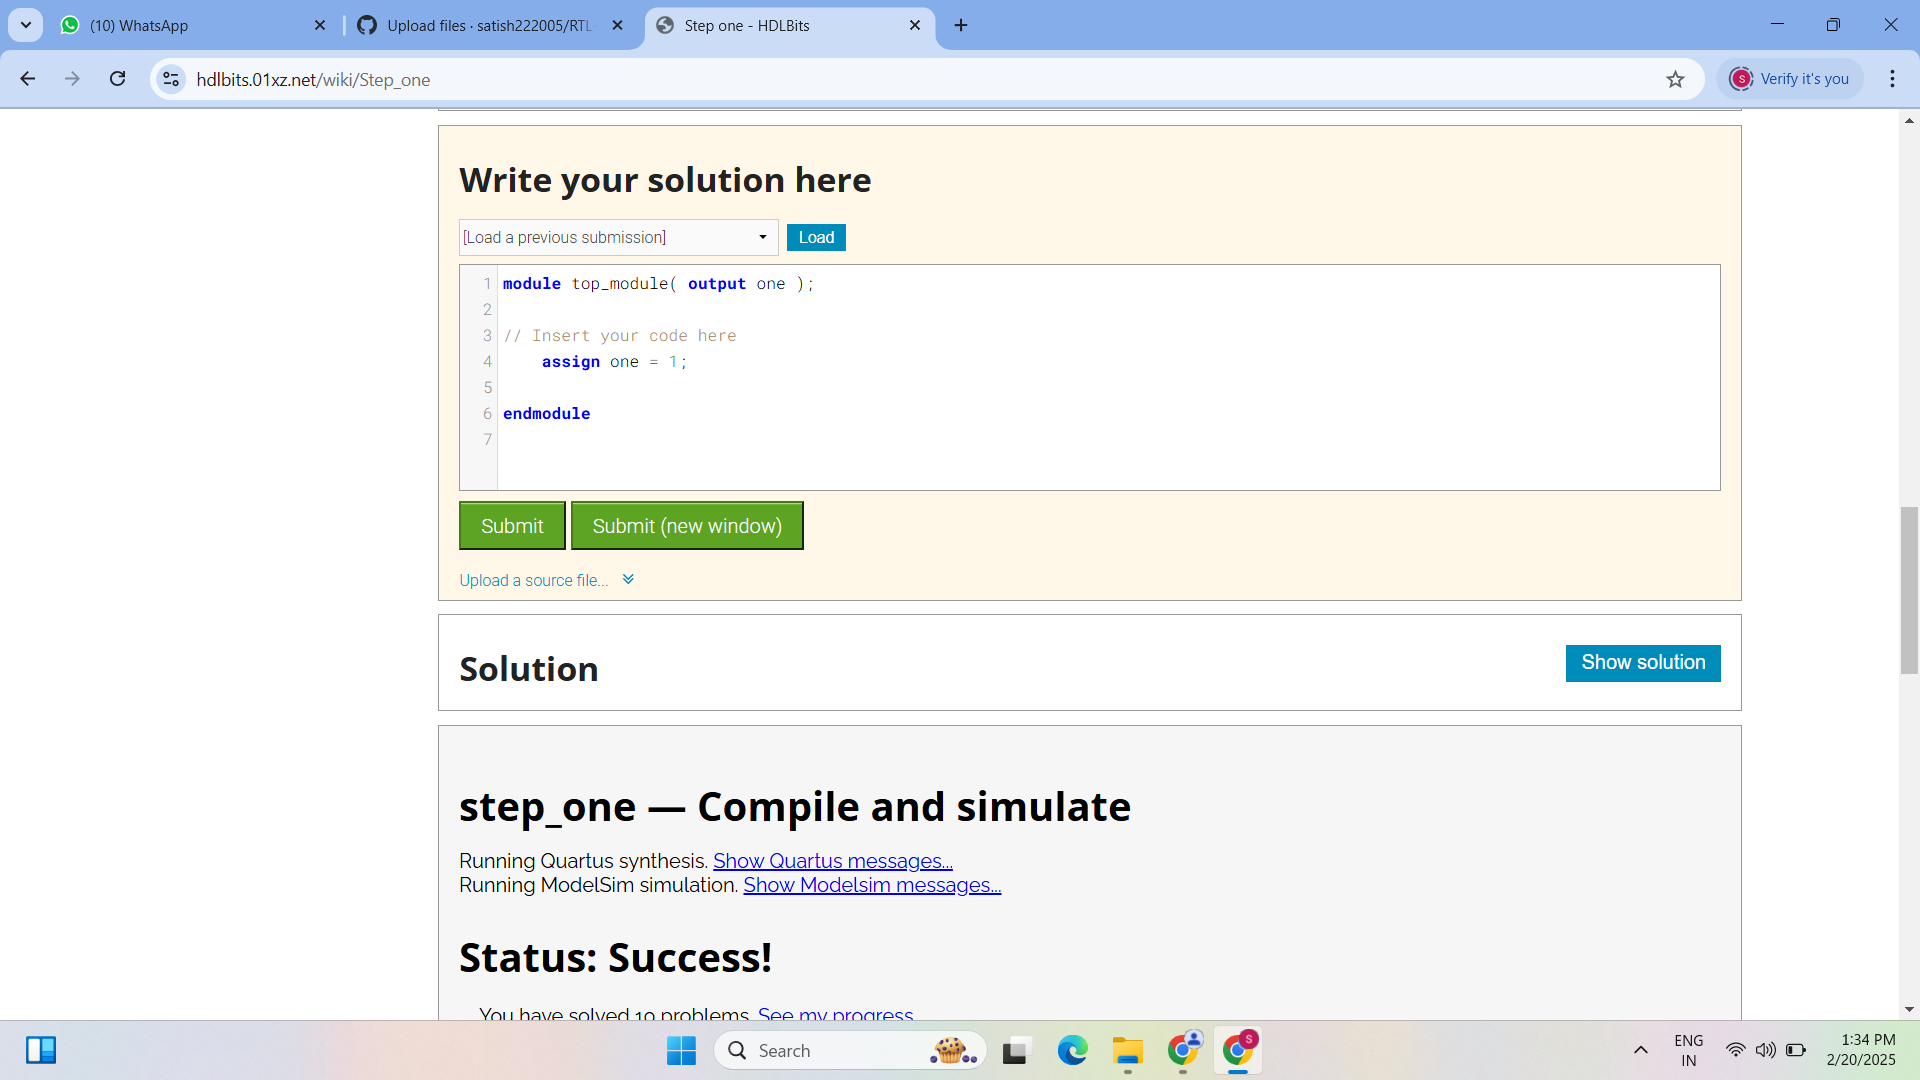 (10) WhatsApp
Upload files · satish222005/RTL
Step one - HDLBits
hdlbits.01xz.net/wiki/Step_one
S
Verify it's you
Write your solution here
[Load a previous submission]
Load
1 module top_module( output one );
2
3 // Insert your code here
4 assign one = 1;
5
6 endmodule
7
Submit
Submit (new window)
Upload a source file...
Solution
Show solution
step_one — Compile and simulate
Running Quartus synthesis. Show Quartus messages...
Running ModelSim simulation. Show Modelsim messages...
Status: Success!
You have solved 19 problems. See my progress
Search
S
ENG
IN
1:34 PM
2/20/2025